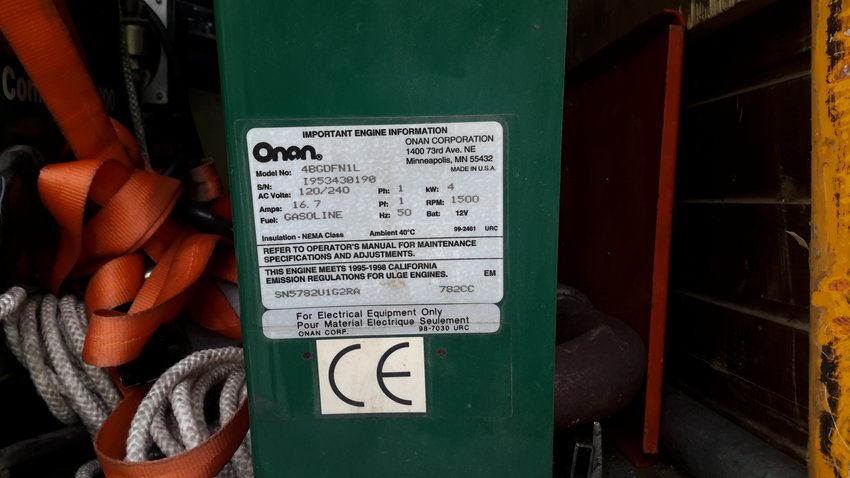 IMPORTANT ENGINE INFORMATION
Onan®
ONAN CORPORATION
1400 73rd Ave. NE
Minneapolis, MN 55432
MADE IN U.S.A.
Model No: 4BGDFN1L
S/N: I953430190
AC Volts: 120/240 Ph: 1 kW: 4
Amps: 16.7 Pf: 1 RPM: 1500
Fuel: GASOLINE Hz: 50 Bat: 12V
99-2461 URC
Insulation - NEMA Class Ambient 40°C
REFER TO OPERATOR'S MANUAL FOR MAINTENANCE
SPECIFICATIONS AND ADJUSTMENTS.
THIS ENGINE MEETS 1995-1998 CALIFORNIA
EMISSION REGULATIONS FOR ULGE ENGINES. EM
SN5782U1G2RA 782CC
For Electrical Equipment Only
Pour Material Electrique Seulement
ONAN CORP. 98-7030 URC
CE